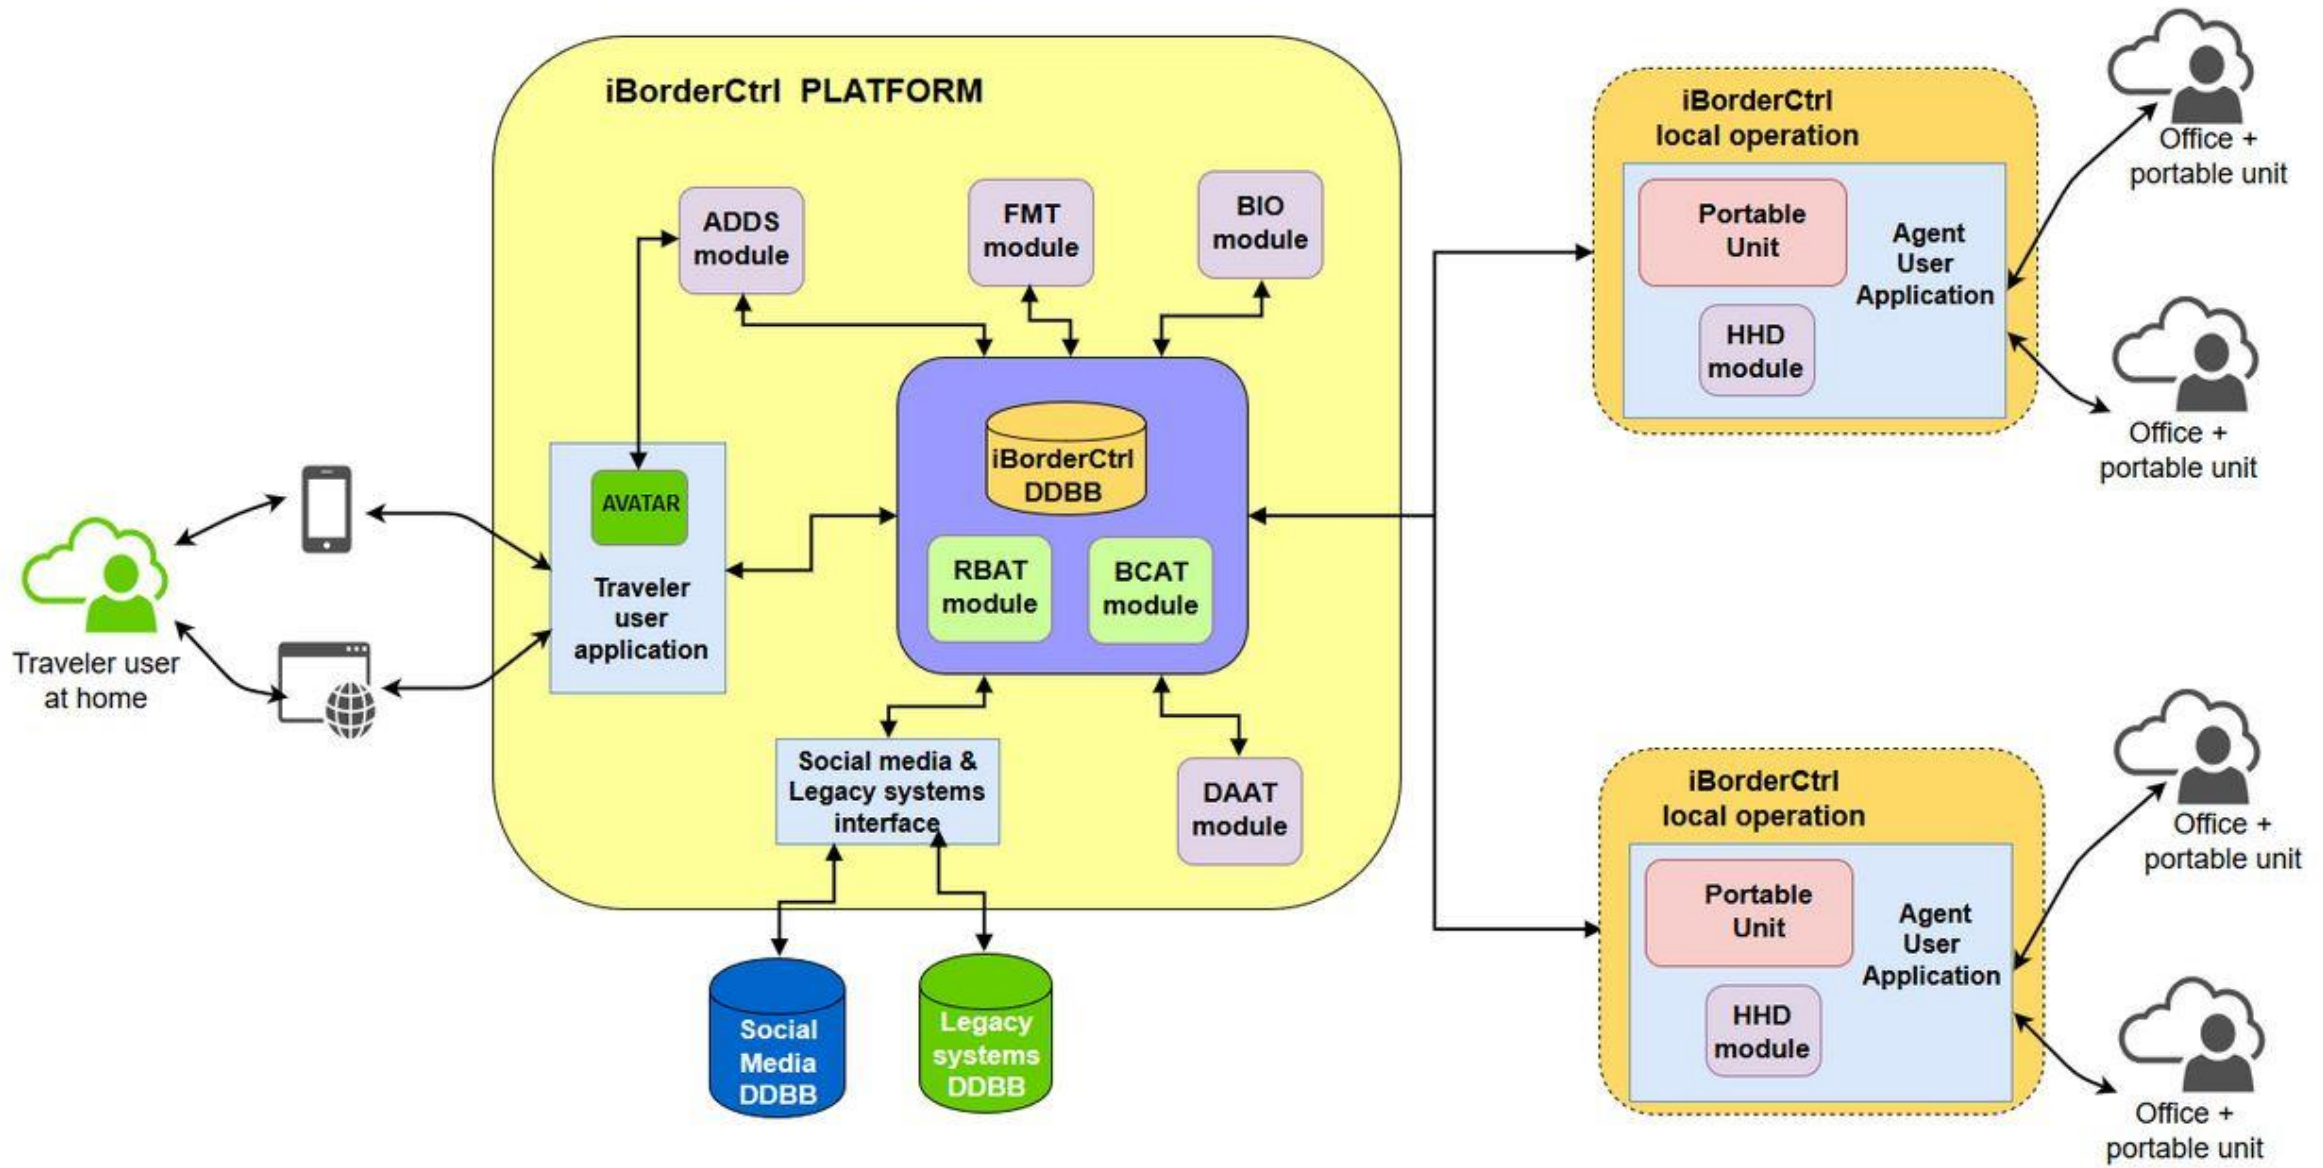 iBorderCtrl PLATFORM
ADDS
module
FMT
module
BIO
module
iBorderCtrl
DDBB
RBAT
module
BCAT
module
AVATAR
Traveler
user
application
Traveler user
at home
Social media &
Legacy systems
interface
DAAT
module
Social
Media
DDBB
Legacy
systems
DDBB
iBorderCtrl
local operation
Portable
Unit
HHD
module
Agent
User
Application
Office +
portable unit
Office +
portable unit
iBorderCtrl
local operation
Portable
Unit
HHD
module
Agent
User
Application
Office +
portable unit
Office +
portable unit